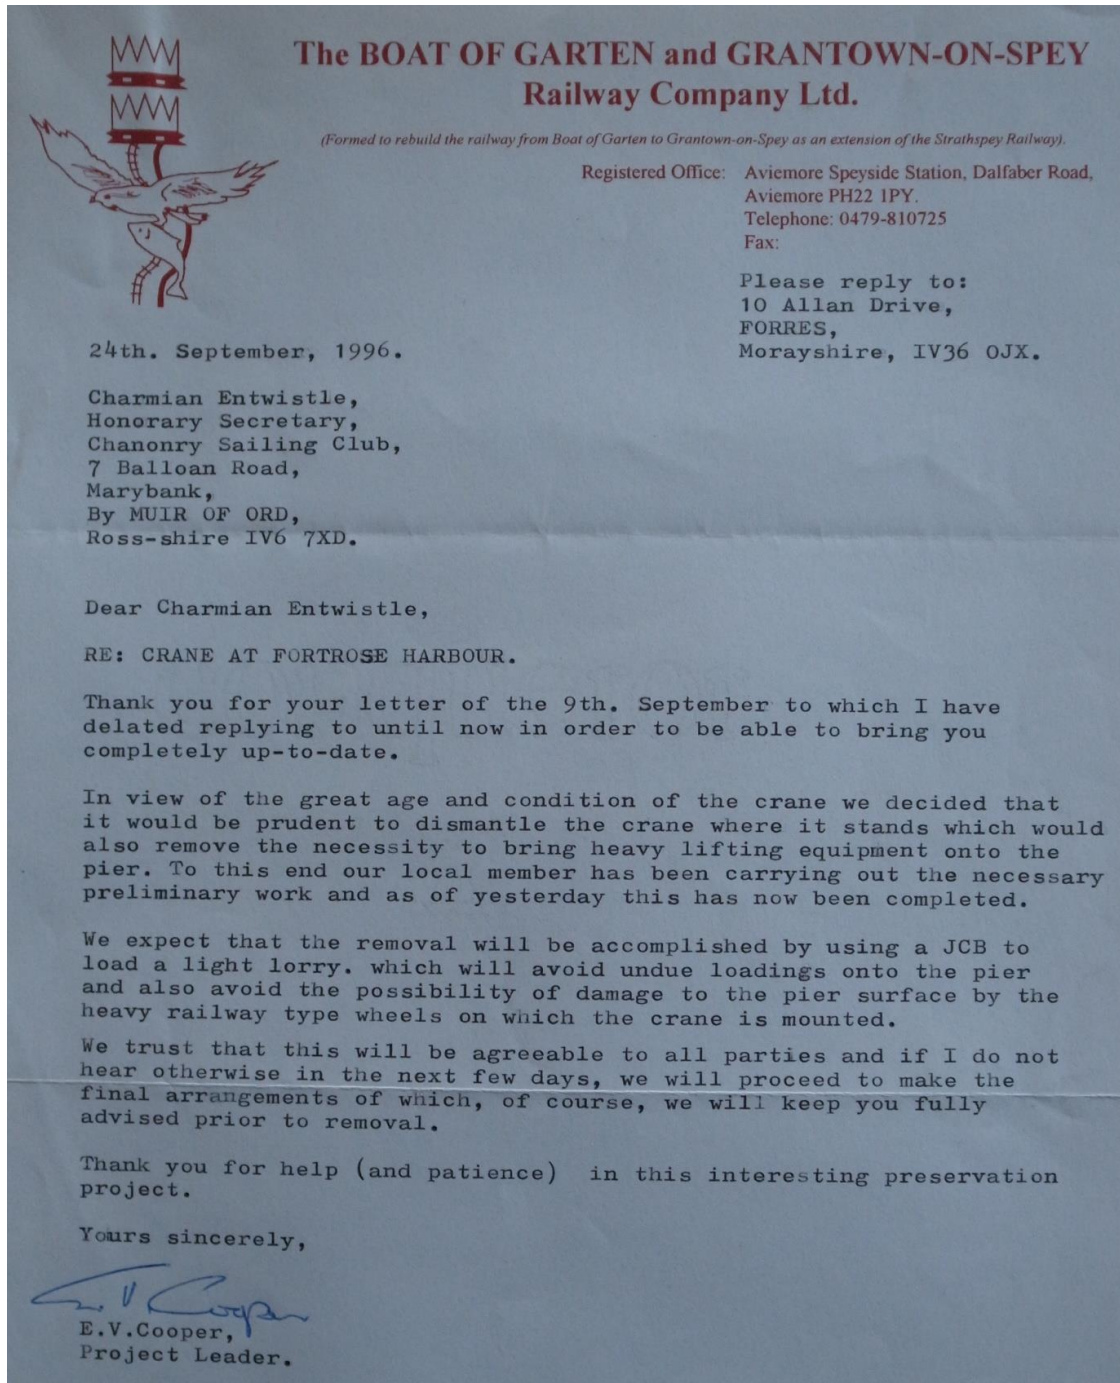 The BOAT OF GARTEN and GRANTOWN-ON-SPEY
Railway Company Ltd.
(Formed to rebuild the railway from Boat of Garten to Grantown-on-Spey as an extension of the Strathspey Railway).
Registered Office: Aviemore Speyside Station, Dalfaber Road,
Aviemore PH22 1PY.
Telephone: 0479-810725
Fax:
Please reply to:
10 Allan Drive,
FORRES,
Morayshire, IV36 OJX.
24th. September, 1996.
Charmian Entwistle,
Honorary Secretary,
Chanonry Sailing Club,
7 Balloan Road,
Marybank,
By MUIR OF ORD,
Ross-shire IV6 7XD.
Dear Charmian Entwistle,
RE: CRANE AT FORTROSE HARBOUR.
Thank you for your letter of the 9th. September to which I have
delated replying to until now in order to be able to bring you
completely up-to-date.
In view of the great age and condition of the crane we decided that
it would be prudent to dismantle the crane where it stands which would
also remove the necessity to bring heavy lifting equipment onto the
pier. To this end our local member has been carrying out the necessary
preliminary work and as of yesterday this has now been completed.
We expect that the removal will be accomplished by using a JCB to
load a light lorry. which will avoid undue loadings onto the pier
and also avoid the possibility of damage to the pier surface by the
heavy railway type wheels on which the crane is mounted.
We trust that this will be agreeable to all parties and if I do not
hear otherwise in the next few days, we will proceed to make the
final arrangements of which, of course, we will keep you fully
advised prior to removal.
Thank you for help (and patience) in this interesting preservation
project.
Yours sincerely,
E V Cooper
E.V.Cooper,
Project Leader.